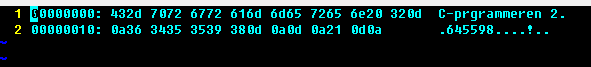 1 00000000: 432d 7072 6772 616d 6d65 7265 6e20 320d  C-prgrammeren 2.
2 00000010: 0a36 3435 3539 380d 0a0d 0a21 0d0a  .645598....!..
~
~